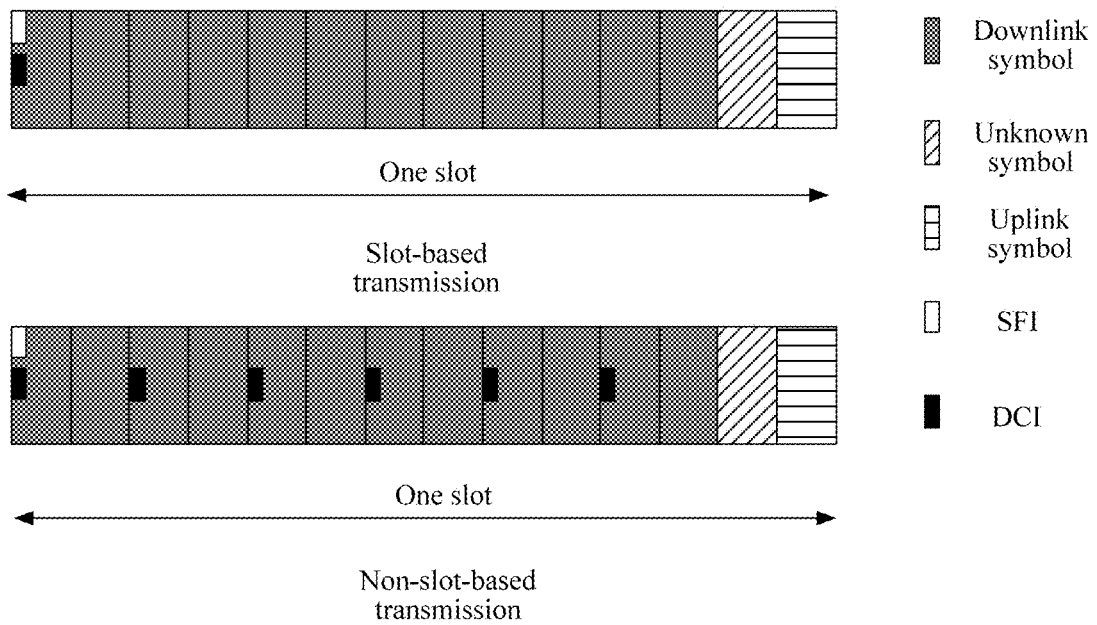 One slot
Slot-based
transmission
One slot
Non-slot-based
transmission
Downlink
symbol
Unknown
symbol
Uplink
symbol
SFI
DCI